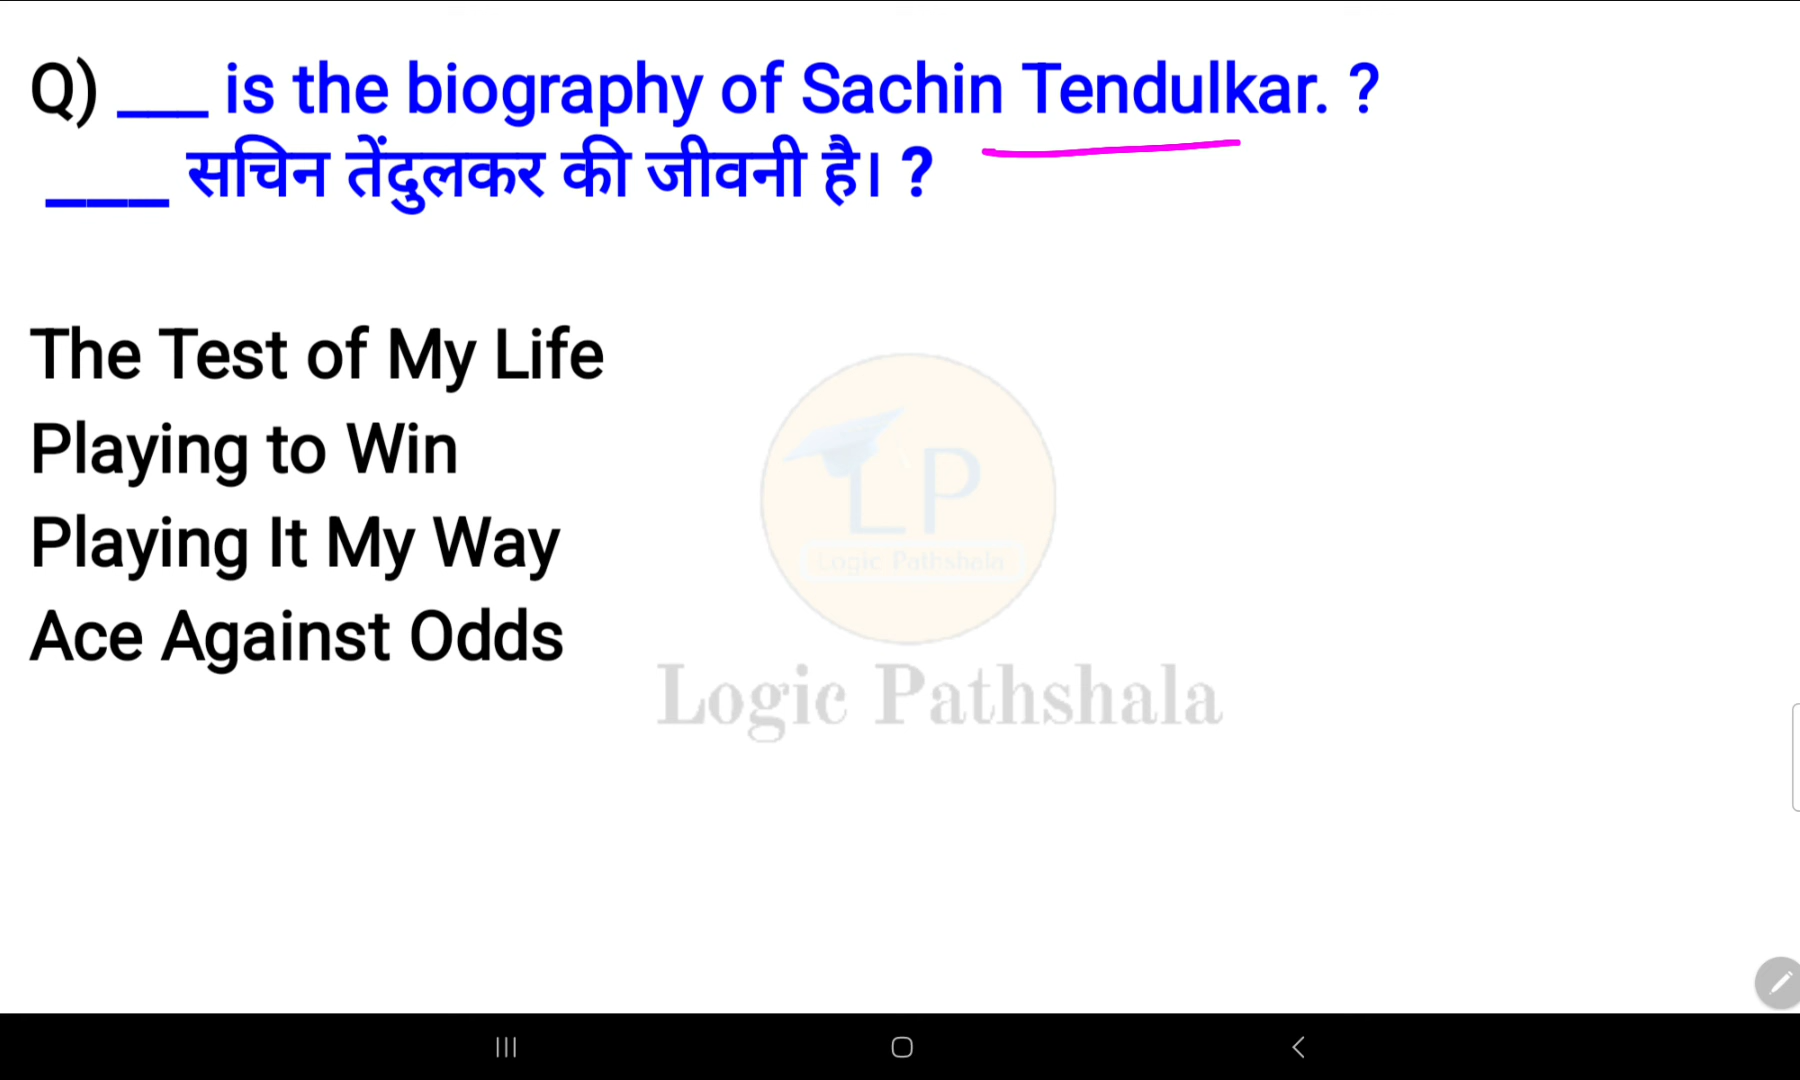 Q) ___ is the biography of Sachin Tendulkar. ?
___ सचिन तेंदुलकर की जीवनी है। ?
The Test of My Life
Playing to Win
Playing It My Way
Ace Against Odds
LP
Logic Pathshala
Logic Pathshala